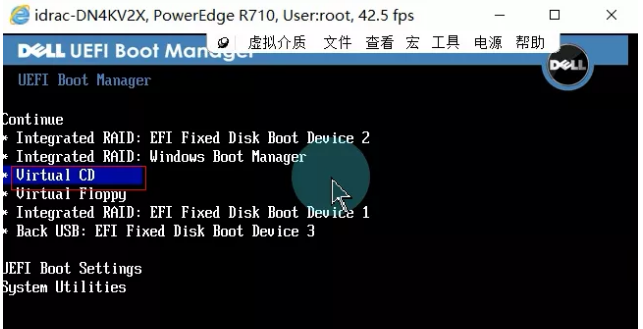 idrac-DN4KV2X, PowerEdge R710, User:root, 42.5 fps
虚拟介质 文件 查看 宏 工具 电源 帮助
DELL UEFI Boot Manager
DELL
UEFI Boot Manager
Continue
* Integrated RAID: EFI Fixed Disk Boot Device 2
* Integrated RAID: Windows Boot Manager
* Virtual CD
* Virtual Floppy
* Integrated RAID: EFI Fixed Disk Boot Device 1
* Back USB: EFI Fixed Disk Boot Device 3
UEFI Boot Settings
System Utilities